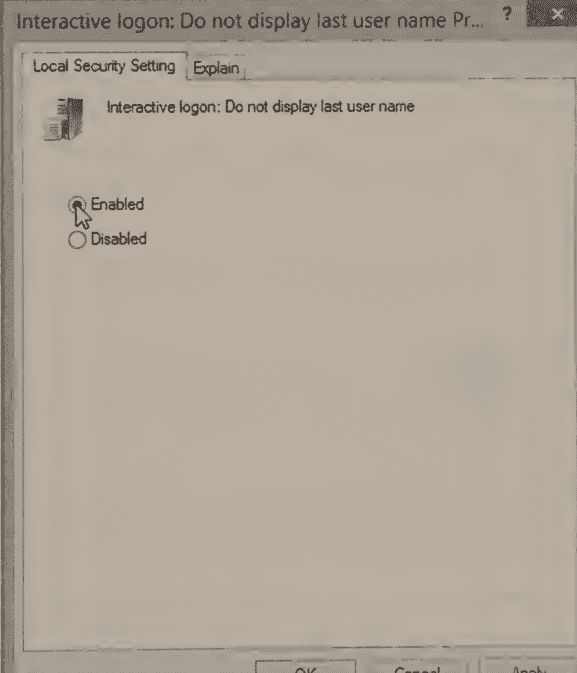 Interactive logon: Do not display last user name Pr... ?
Local Security Setting Explain
Interactive logon: Do not display last user name
Enabled
Disabled
OK Cancel Apply